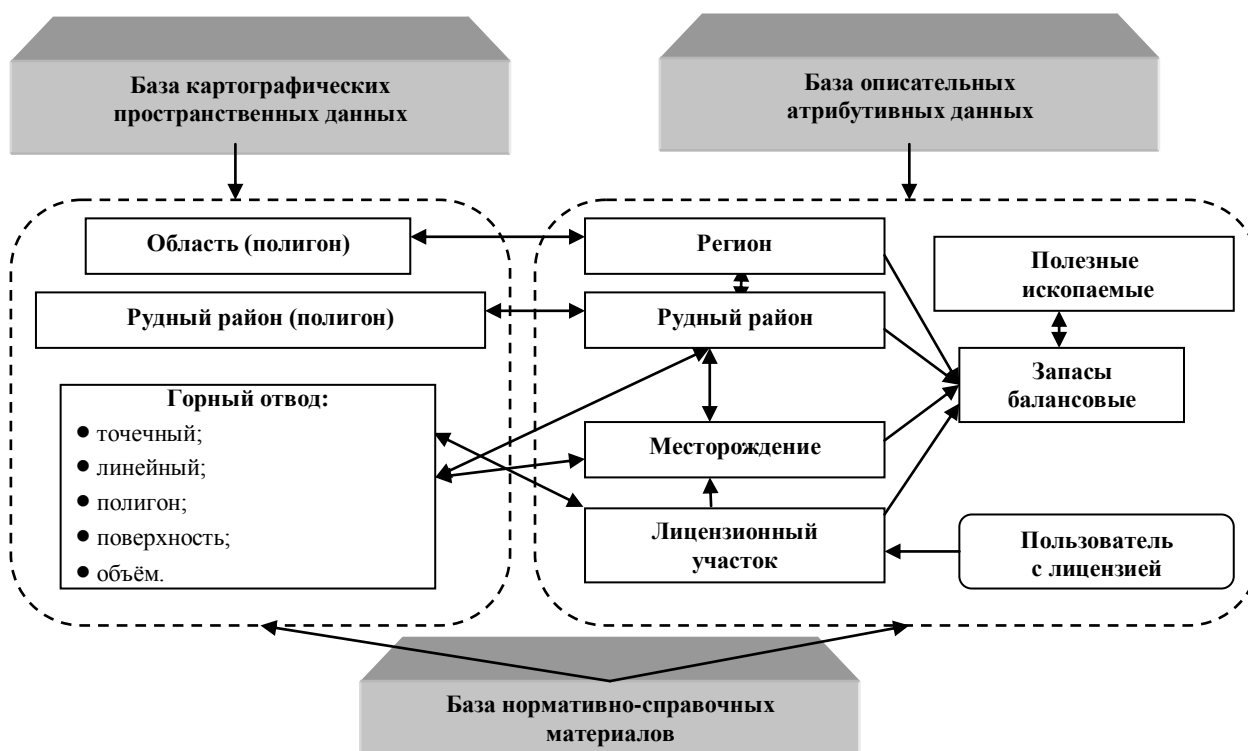 База картографических
пространственных данных
База описательных
атрибутивных данных
Область (полигон)
Рудный район (полигон)
Горный отвод:
● точечный;
● линейный;
● полигон;
● поверхность;
● объём.
Регион
Рудный район
Месторождение
Лицензионный
участок
Полезные
ископаемые
Запасы
балансовые
Пользователь
с лицензией
База нормативно-справочных
материалов